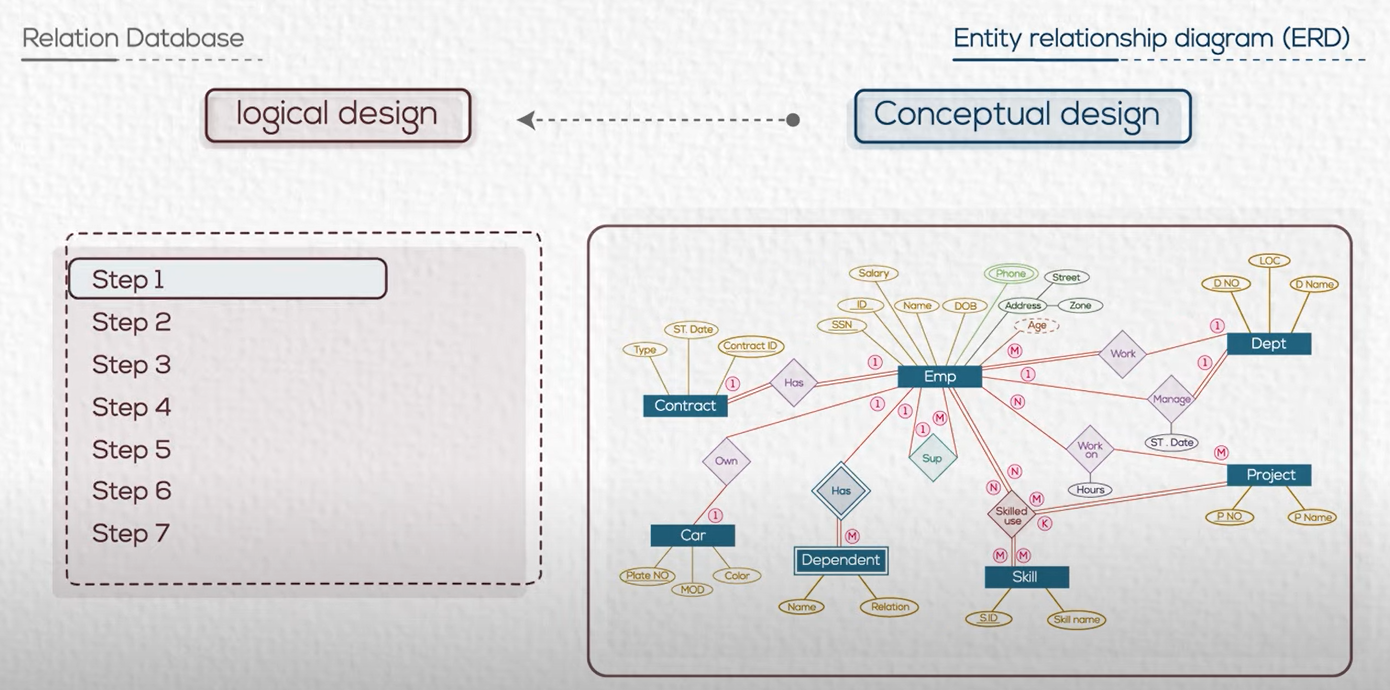 Relation Database
Entity relationship diagram (ERD)
logical design
Conceptual design
Step 1
Step 2
Step 3
Step 4
Step 5
Step 6
Step 7
LOC
Salary
Phone
Street
D NO
D Name
ID
Name
DOB
Address
Zone
SSN
Age
ST. Date
Type
Contract ID
1
M
Work
Dept
1
1
1
Has
Emp
1
Contract
1
1
M
N
Manage
1
ST . Date
Own
Sup
Work on
M
Has
N
N
Hours
Project
M
Skilled use
K
P NO
P Name
1
Car
M
Dependent
M
M
Skill
Plate NO
MOD
Color
Name
Relation
S.ID
Skill name